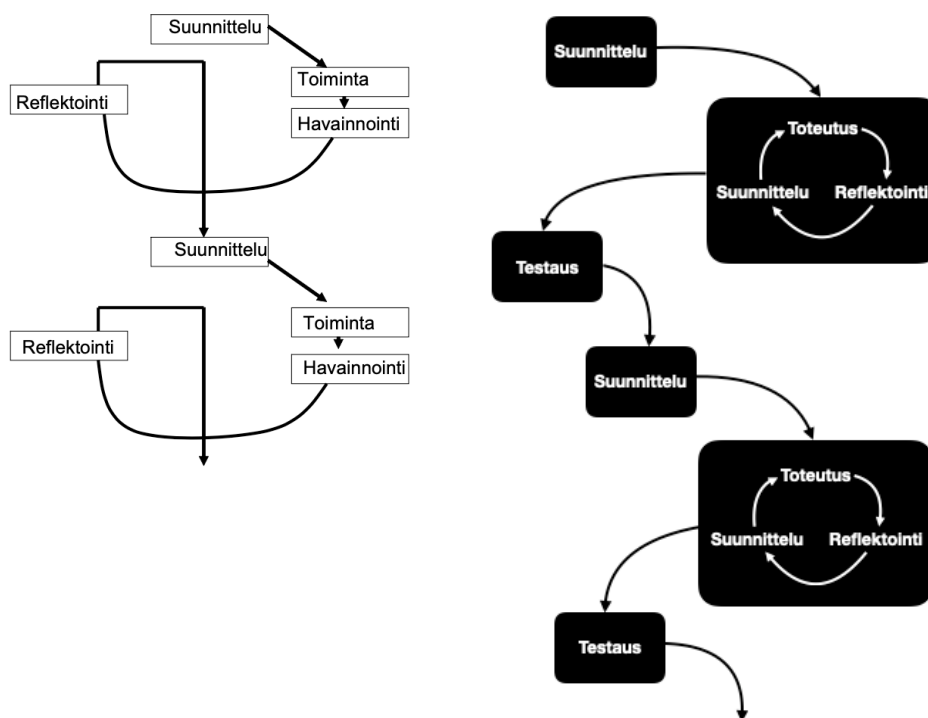 Suunnittelu
Toiminta
Reflektointi
Havainnointi
Suunnittelu
Toiminta
Reflektointi
Havainnointi
Suunnittelu
Toteutus
Suunnittelu
Reflektointi
Testaus
Suunnittelu
Toteutus
Suunnittelu
Reflektointi
Testaus